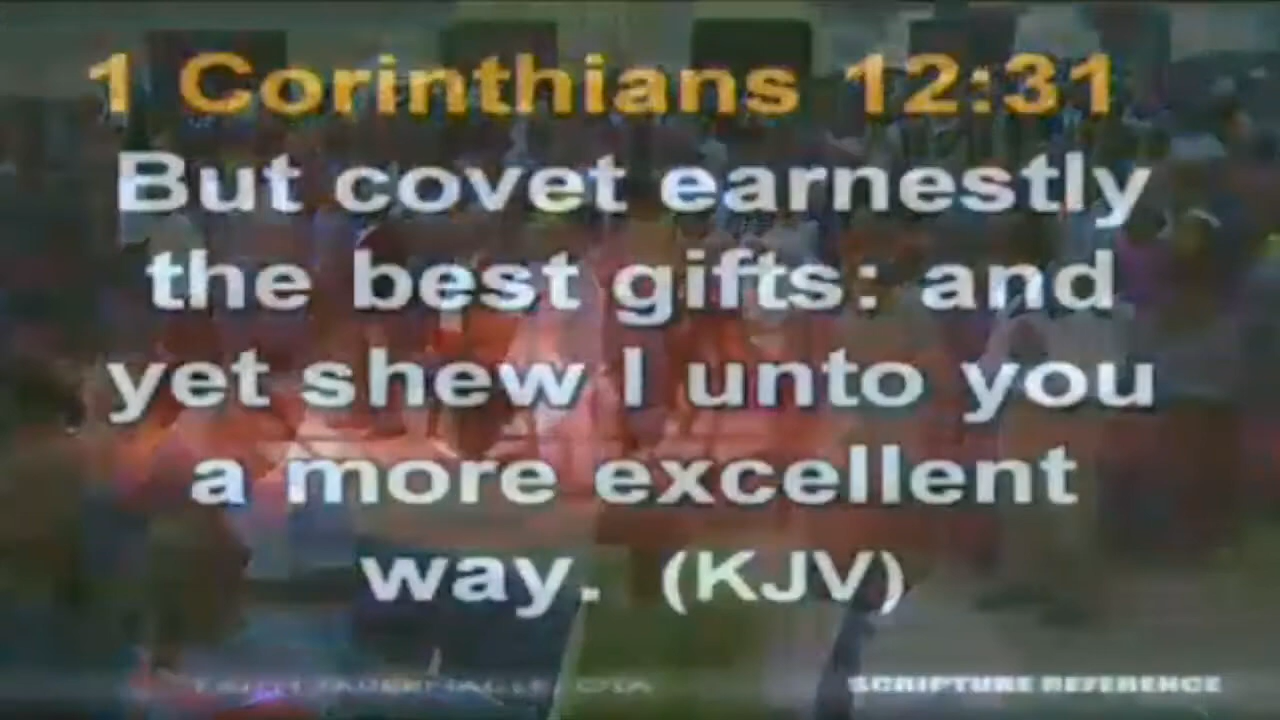 1 Corinthians 12:31
But covet earnestly
the best gifts: and
yet shew I unto you
a more excellent
way. (KJV)
SCRIPTURE REFERENCE